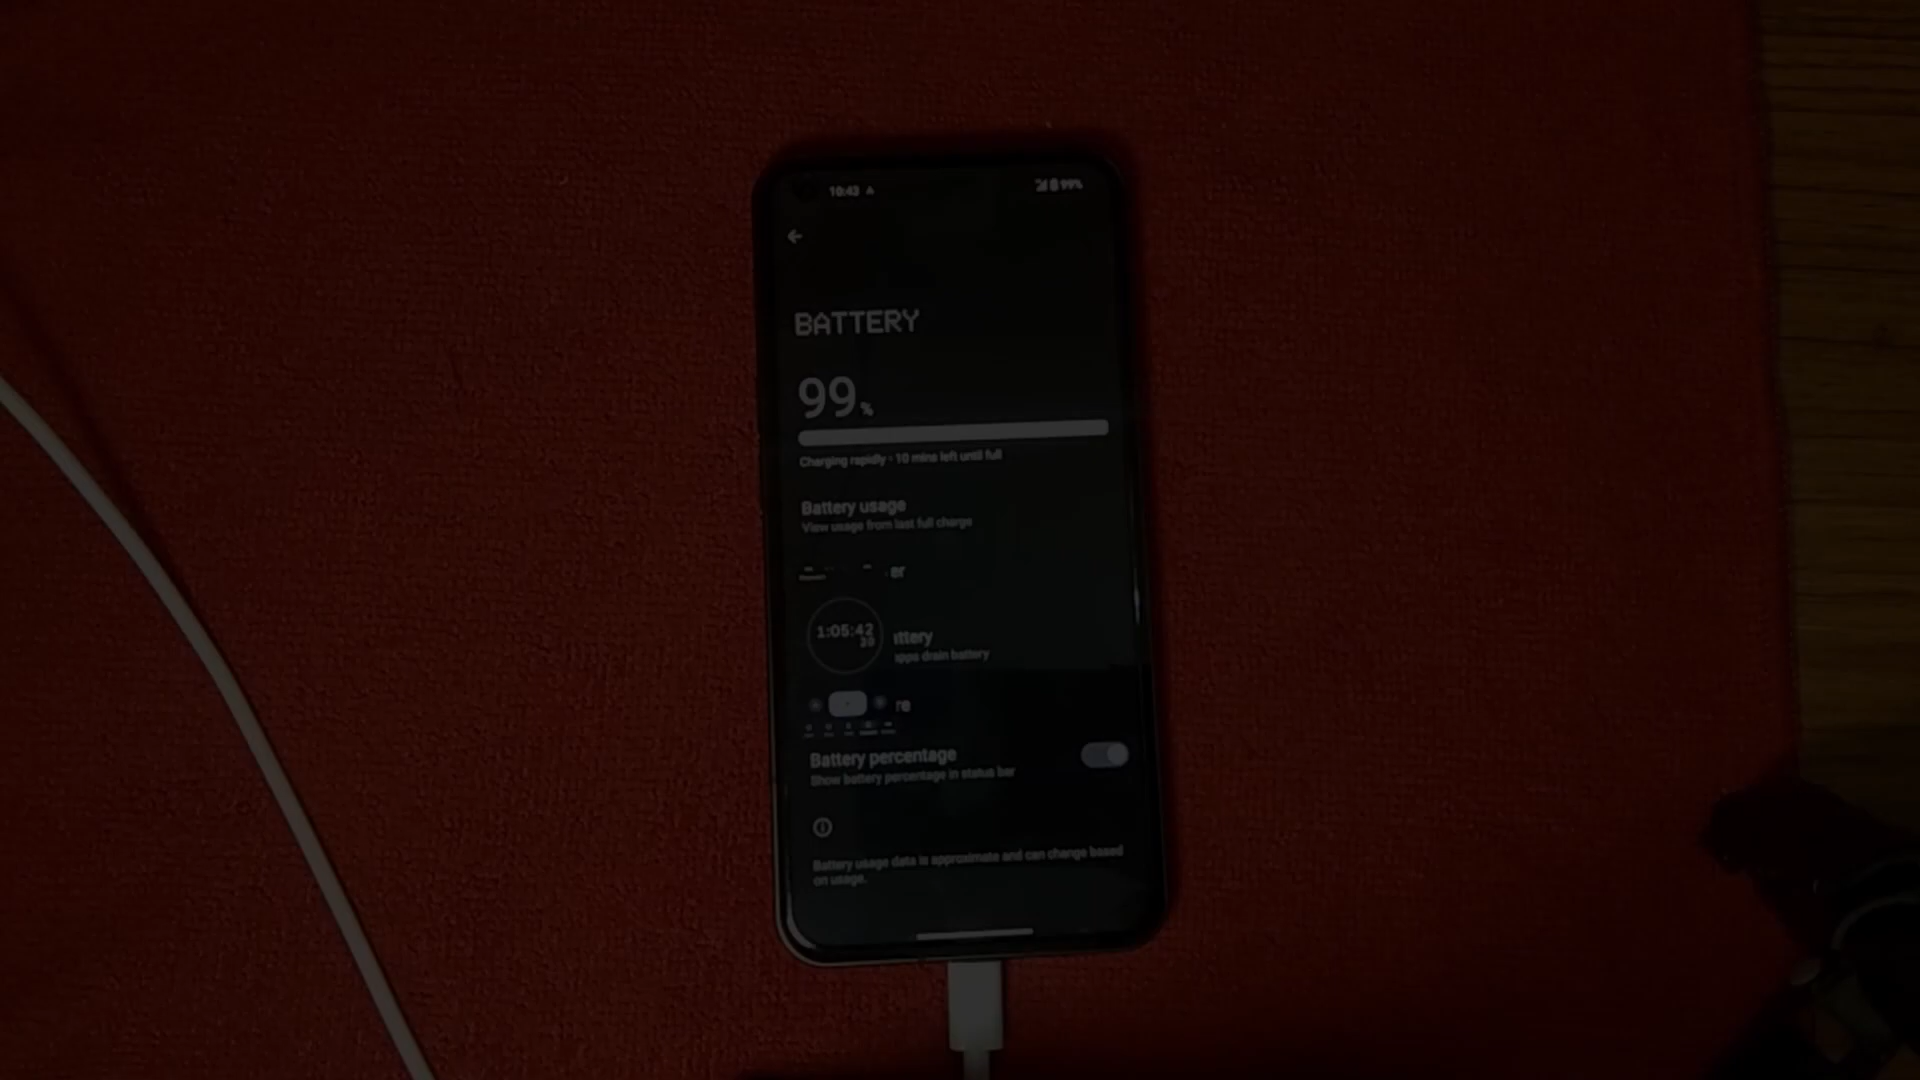 10:43
99%
BATTERY
99%
Charging rapidly - 10 mins left until full
Battery usage
View usage from last full charge
er
1:05:42
ttery
apps drain battery
re
Battery percentage
Show battery percentage in status bar
Battery usage data is approximate and can change based
on usage.